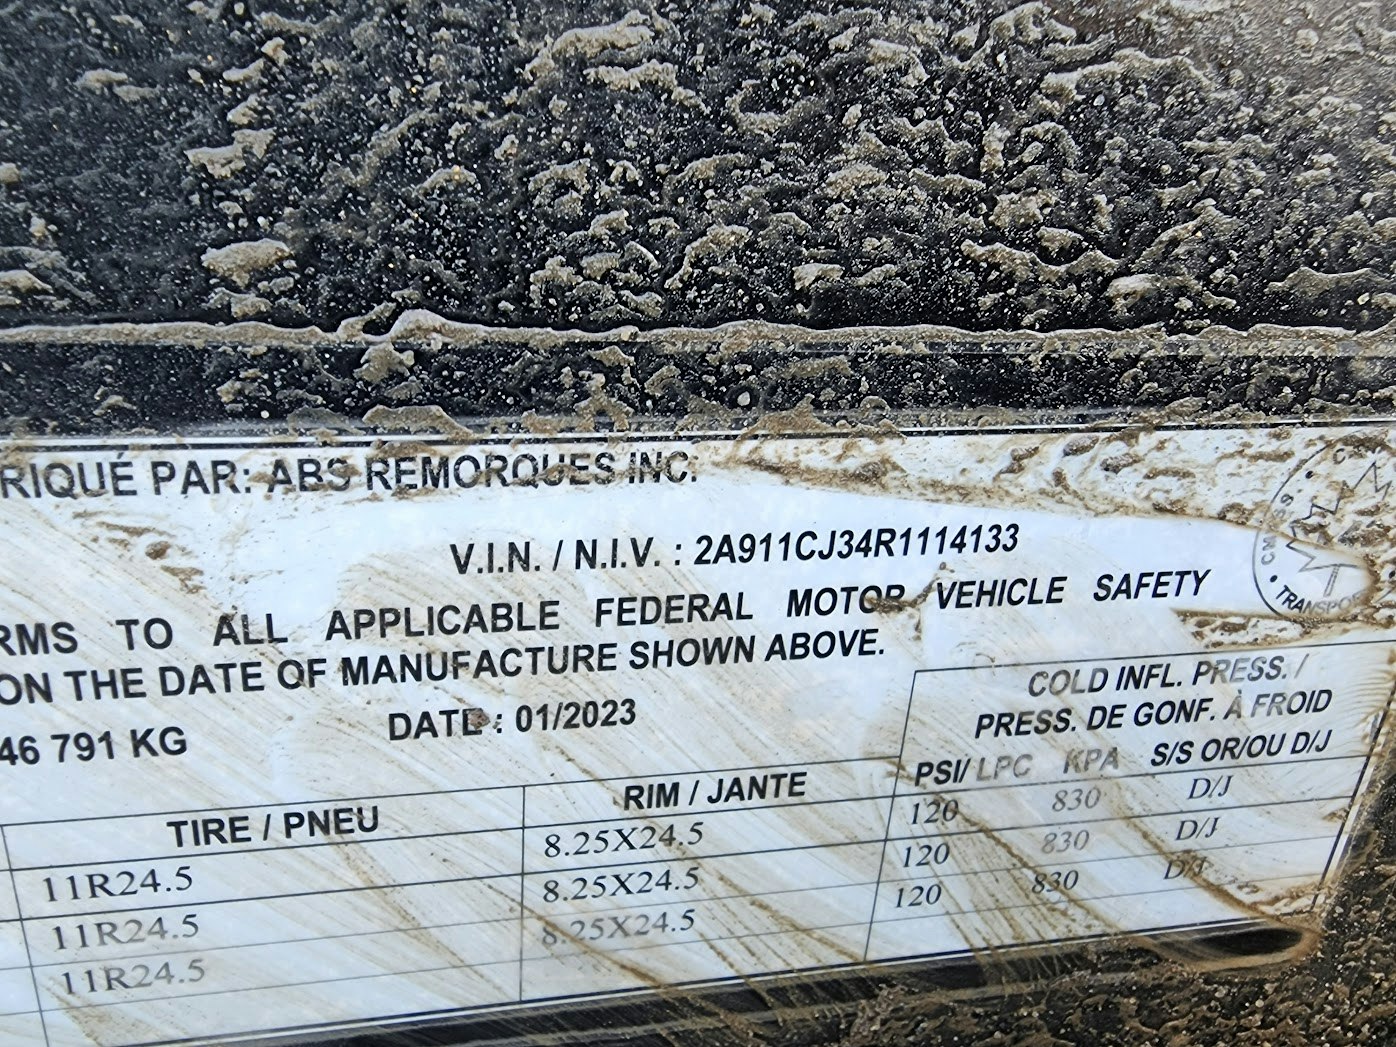 RIQUÉ PAR: ABS REMORQUES INC.
V.I.N. / N.I.V. : 2A911CJ34R1114133
RMS TO ALL APPLICABLE FEDERAL MOTOR VEHICLE SAFETY
ON THE DATE OF MANUFACTURE SHOWN ABOVE.
46 791 KG DATE : 01/2023
COLD INFL. PRESS. /
PRESS. DE GONF. À FROID
TIRE / PNEU RIM / JANTE PSI/ LPC KPA S/S OR/OU D/J
11R24.5 8.25X24.5 120 830 D/J
11R24.5 8.25X24.5 120 830 D/J
11R24.5 8.25X24.5 120 830 D/J